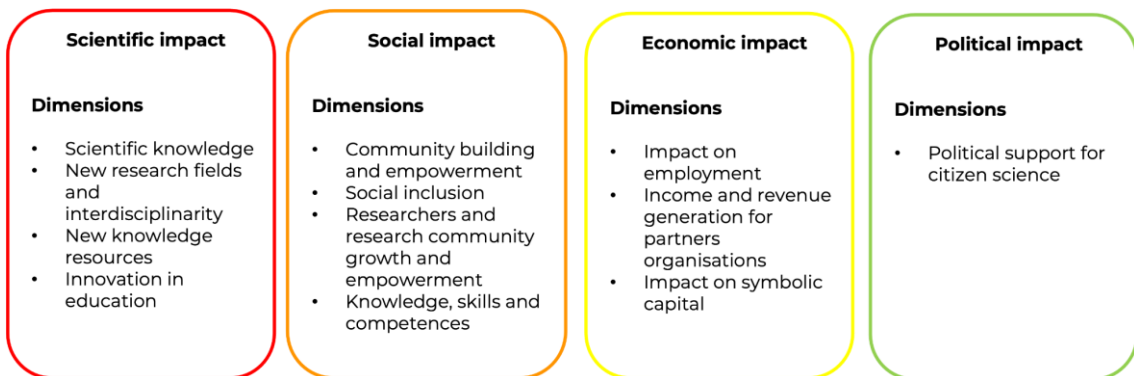 Scientific impact
Dimensions
• Scientific knowledge
• New research fields
and
interdisciplinarity
• New knowledge
resources
• Innovation in
education
Social impact
Dimensions
• Community building
and empowerment
• Social inclusion
• Researchers and
research community
growth and
empowerment
• Knowledge, skills and
competences
Economic impact
Dimensions
• Impact on
employment
• Income and revenue
generation for
partners
organisations
• Impact on symbolic
capital
Political impact
Dimensions
• Political support for
citizen science